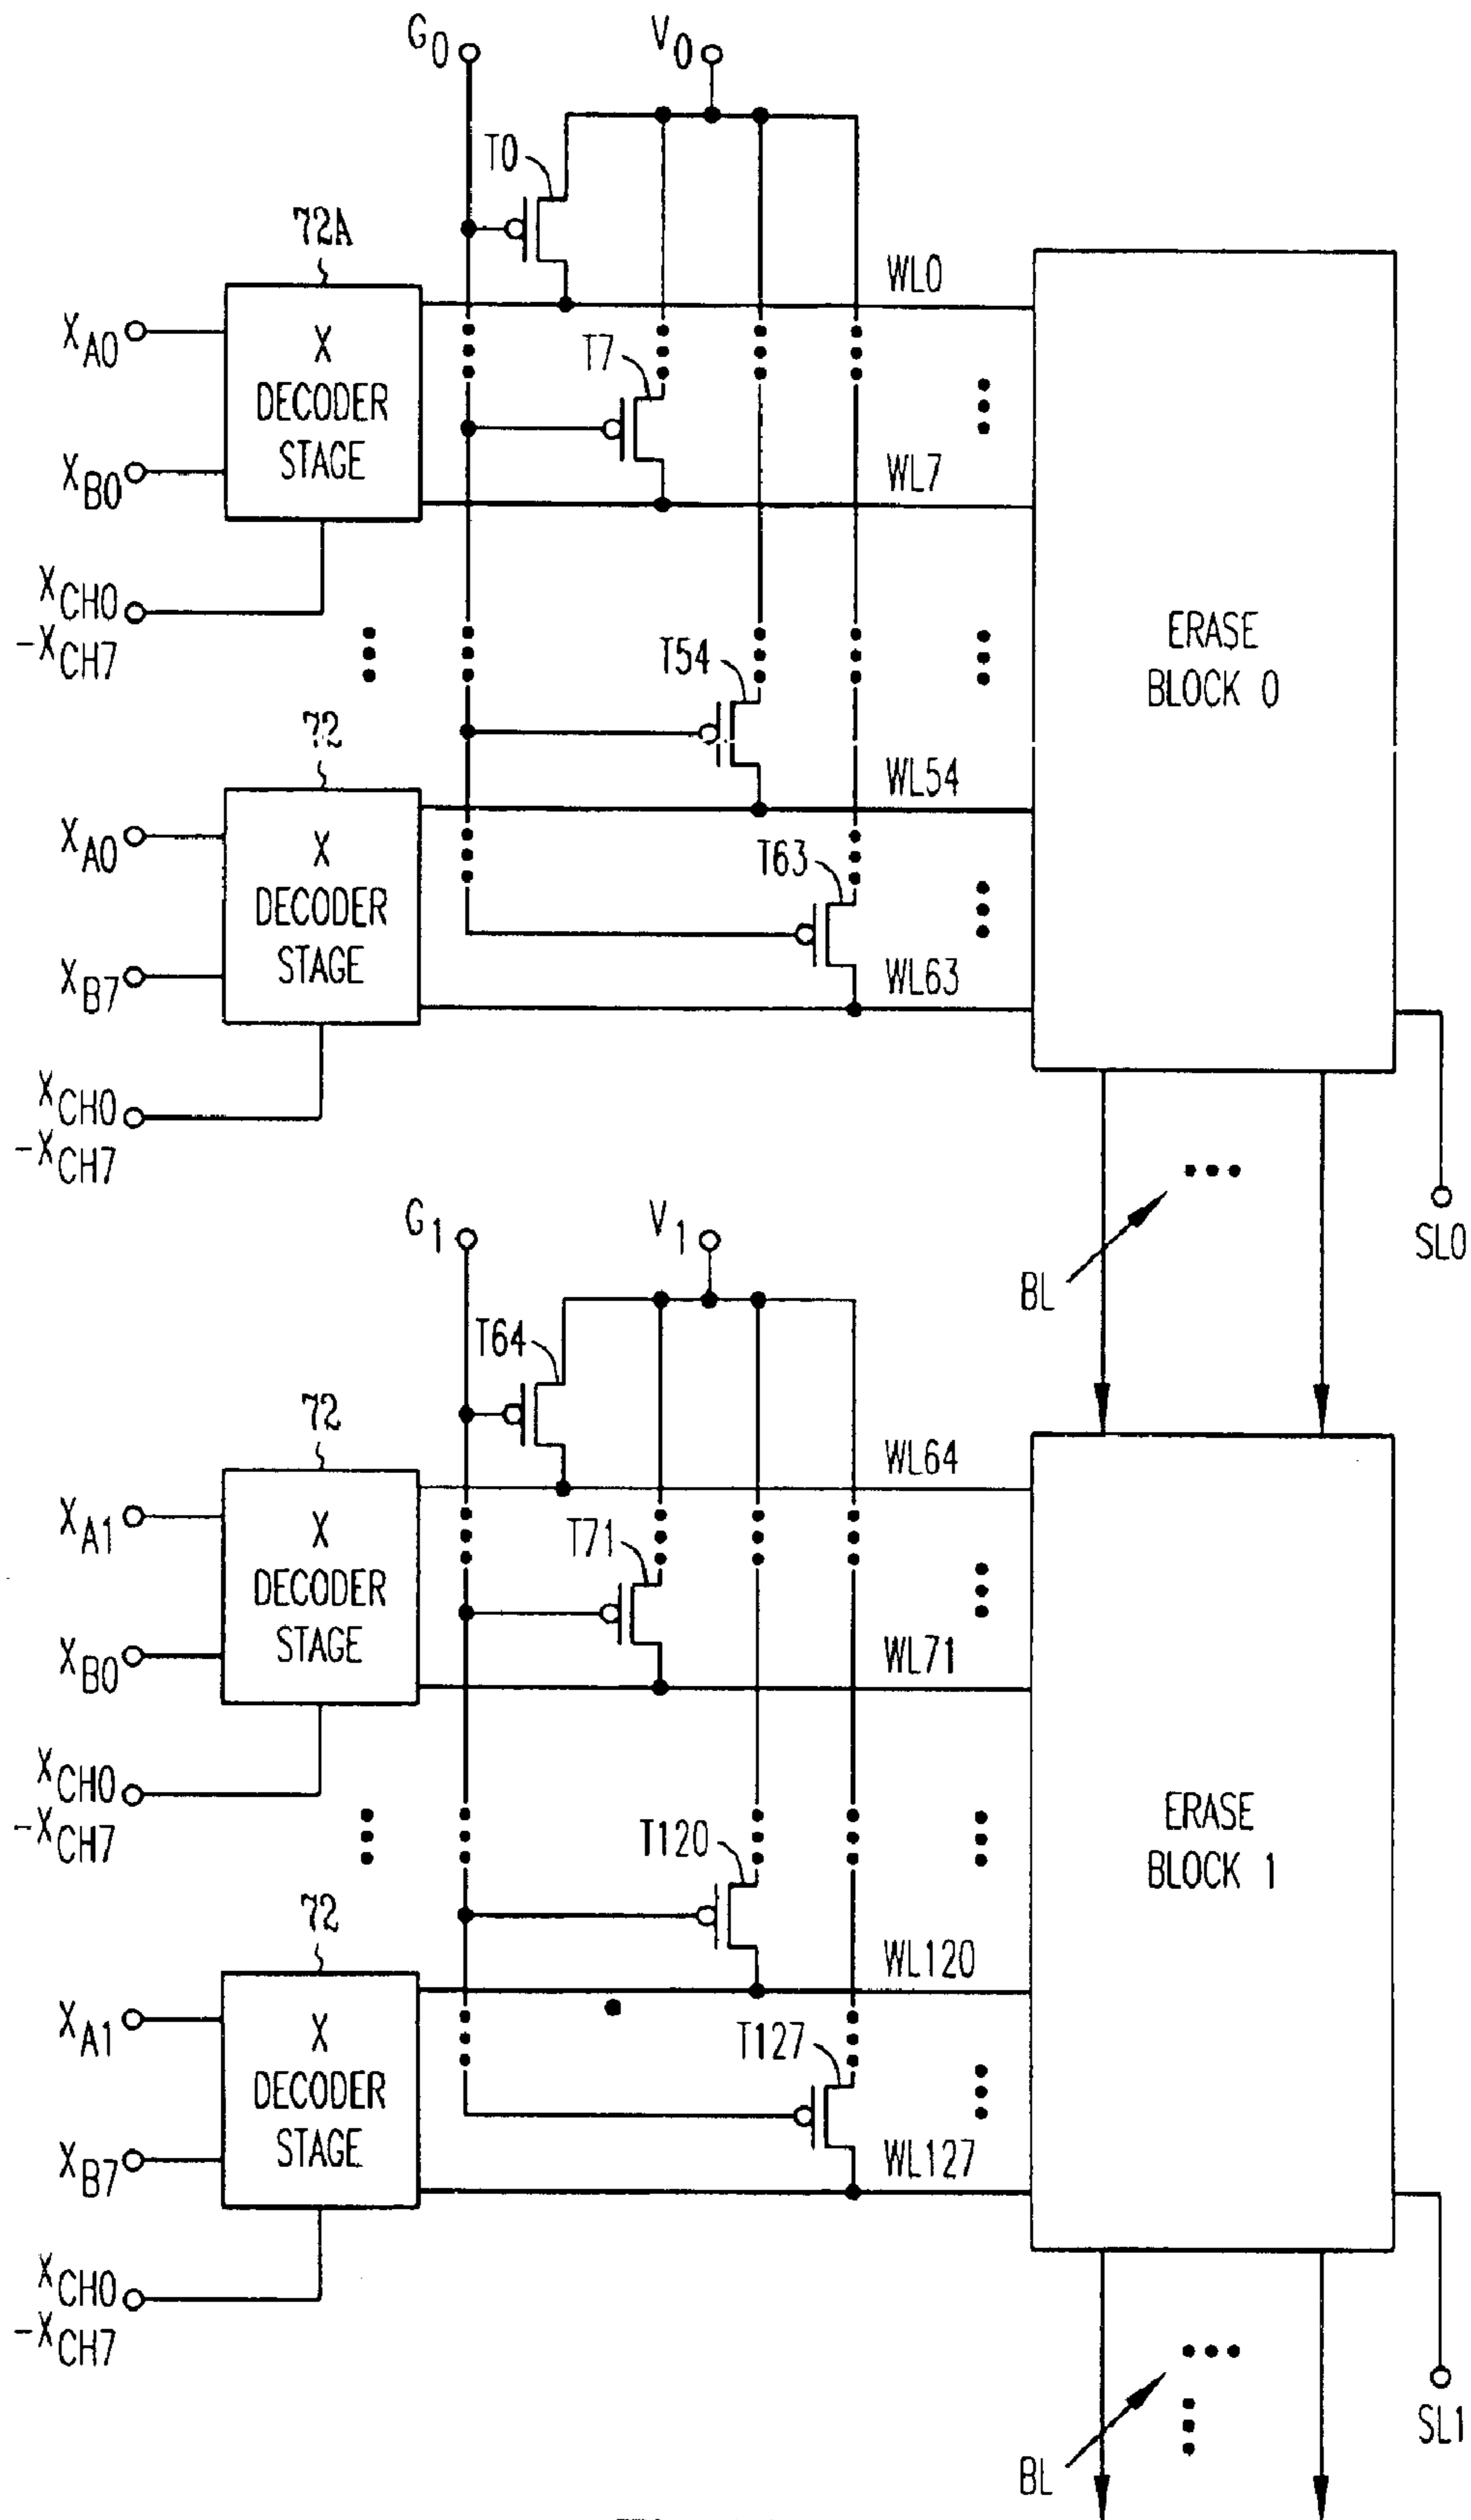 G0
V0
T0
72A
WL0
XA0
X
DECODER
STAGE
T7
XB0
WL7
XCH0
-XCH7
ERASE
BLOCK 0
T54
72
WL54
XA0
X
DECODER
STAGE
T63
XB7
WL63
XCH0
-XCH7
SL0
BL
G1
V1
T64
72
WL64
XA1
X
DECODER
STAGE
T71
XB0
WL71
XCH0
-XCH7
ERASE
BLOCK 1
T120
72
WL120
XA1
X
DECODER
STAGE
T127
XB7
WL127
XCH0
-XCH7
SL1
BL